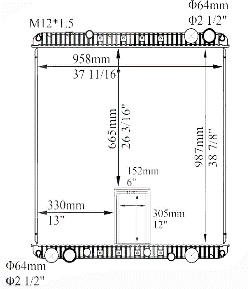 Φ64mm
Φ2 1/2"
M12*1.5
958mm
37 11/16"
665mm
26 3/16"
987mm
38 7/8"
152mm
6"
330mm
13"
305mm
12"
Φ64mm
Φ2 1/2"